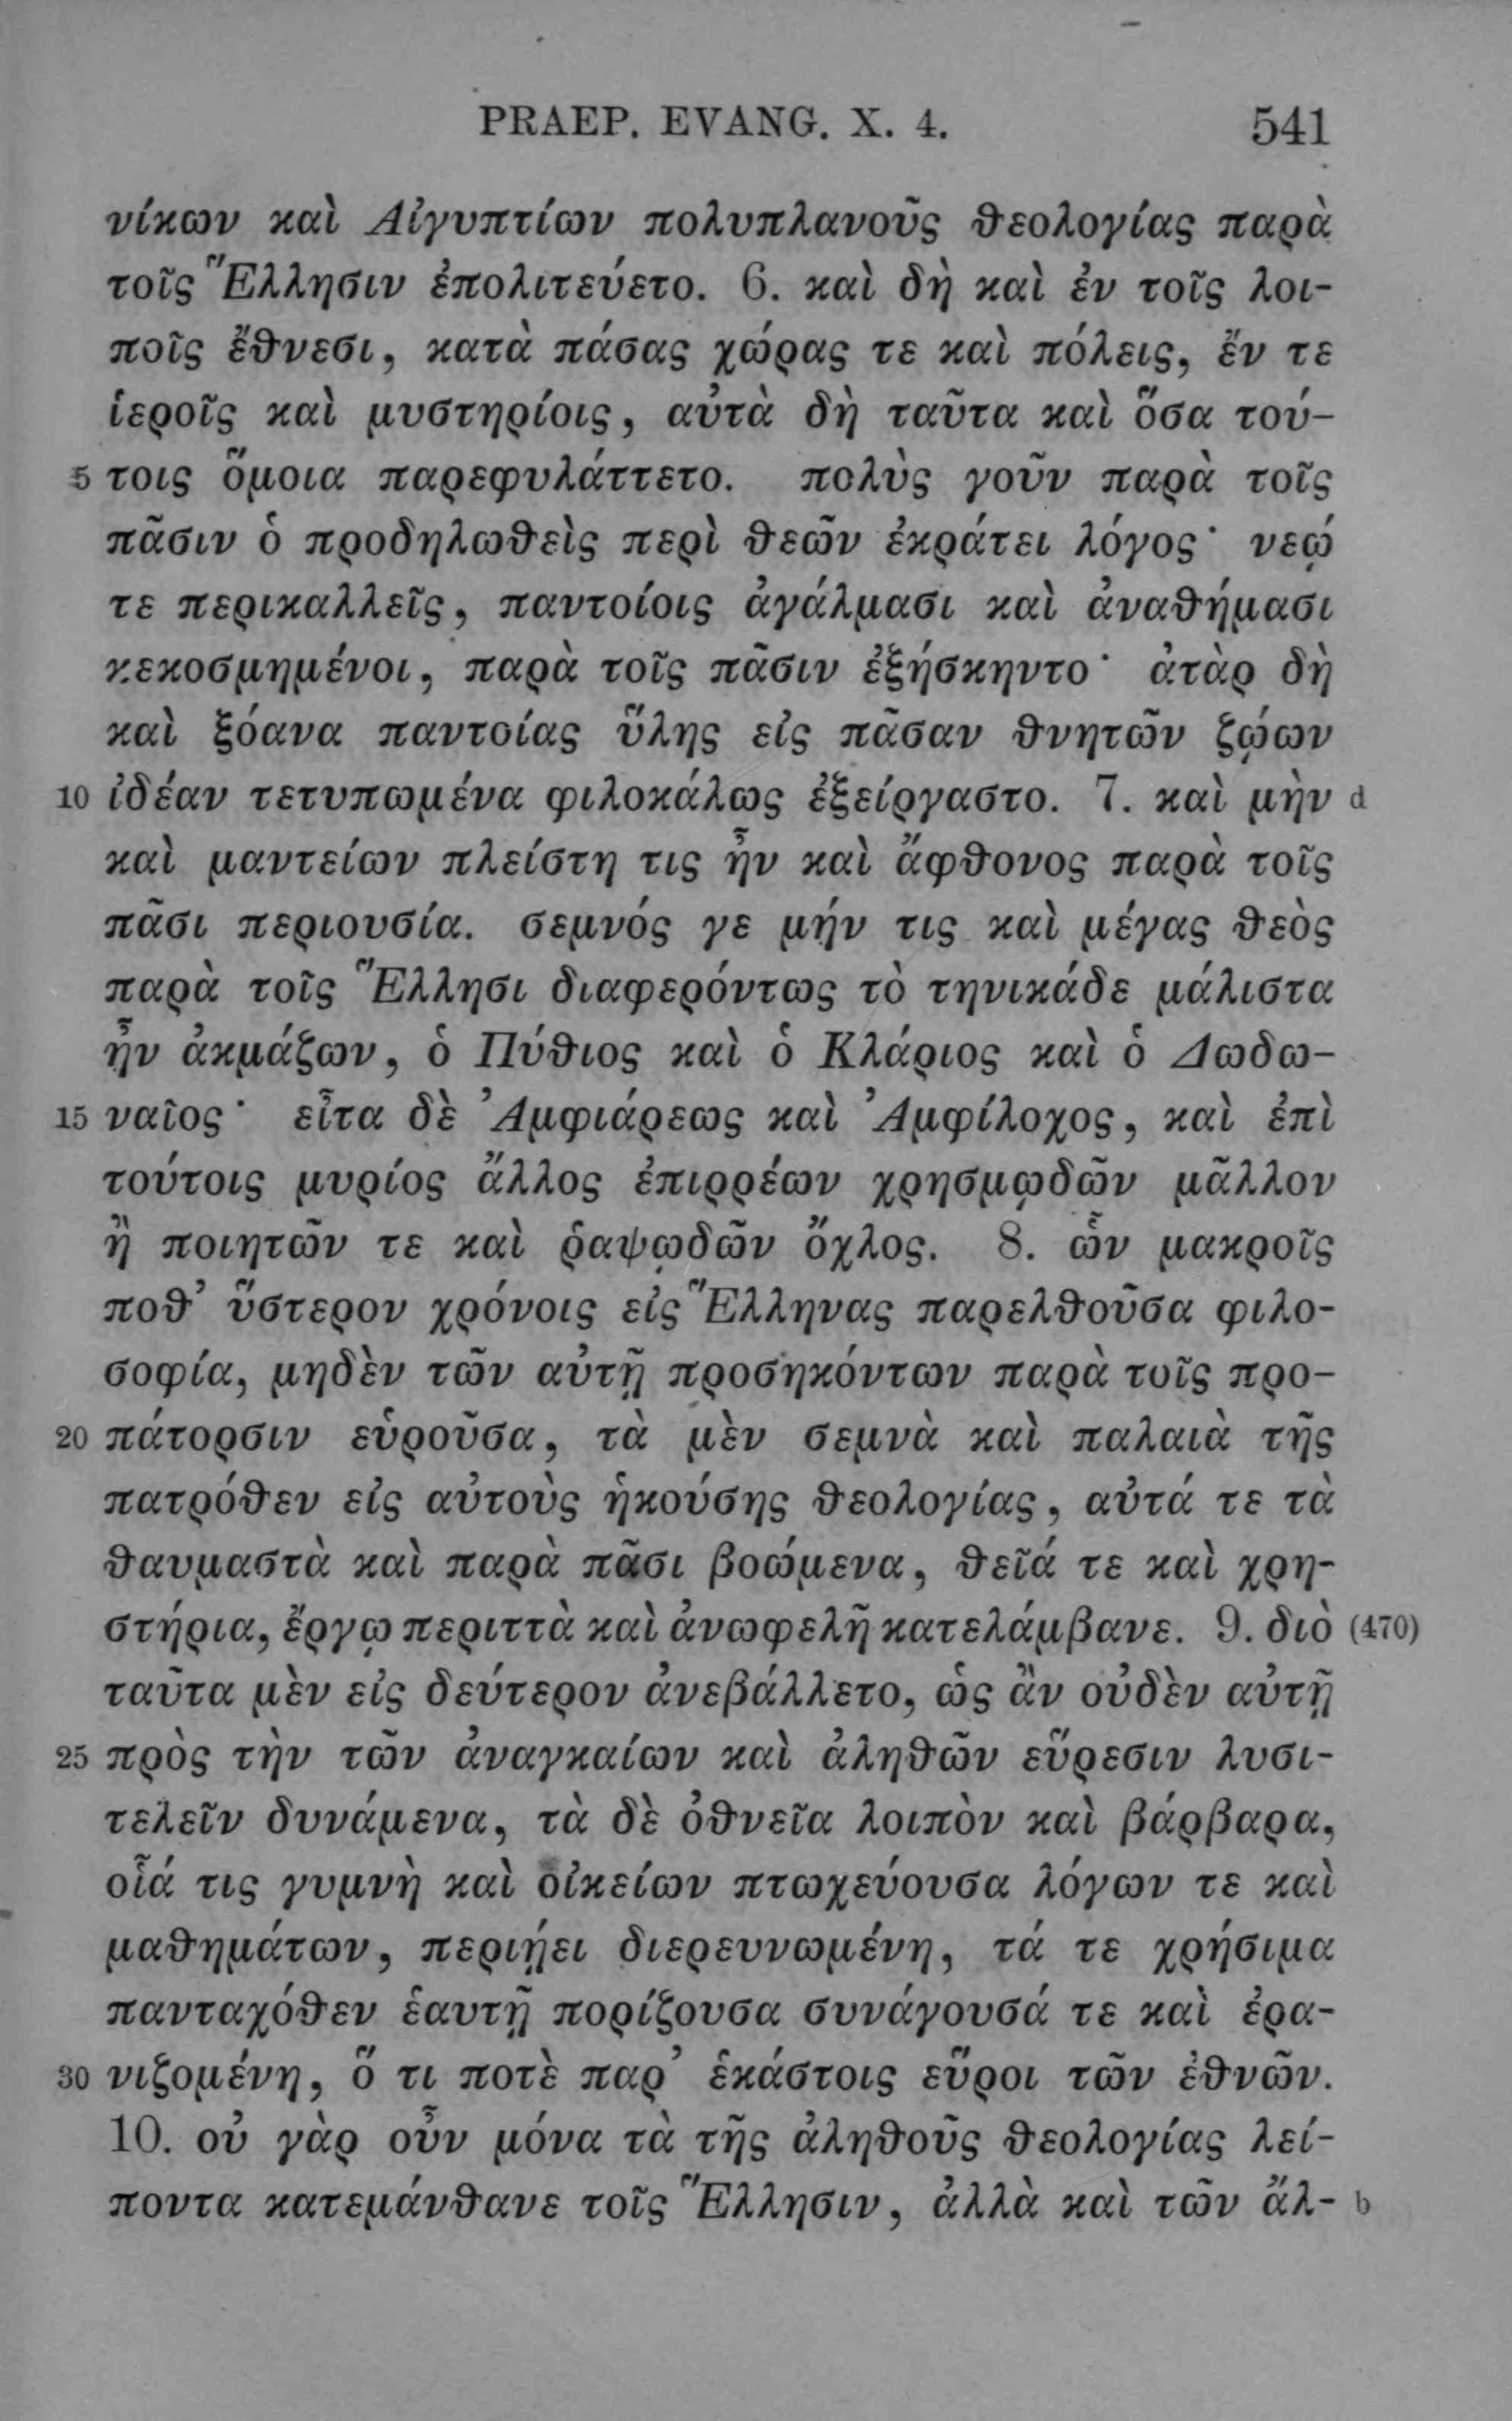 PRAEP. EVANG. X. 4. 541
νίκων καὶ Αἰγυπτίων πολυπλανοῦς θεολογίας παρὰ
τοῖς Ἕλλησιν ἐπολιτεύετο. 6. καὶ δὴ καὶ ἐν τοῖς λοι-
ποῖς ἔθνεσι, κατὰ πάσας χώρας τε καὶ πόλεις, ἔν τε
ἱεροῖς καὶ μυστηρίοις, αὐτὰ δὴ ταῦτα καὶ ὅσα τού-
5 τοις ὅμοια παρεφυλάττετο. πολὺς γοῦν παρὰ τοῖς
πᾶσιν ὁ προδηλωθεὶς περὶ θεῶν ἐκράτει λόγος· νεῴ
τε περικαλλεῖς, παντοίοις ἀγάλμασι καὶ ἀναθήμασι
κεκοσμημένοι, παρὰ τοῖς πᾶσιν ἐξήσκηντο· ἀτὰρ δὴ
καὶ ξόανα παντοίας ὕλης εἰς πᾶσαν θνητῶν ζῴων
10 ἰδέαν τετυπωμένα φιλοκάλως ἐξείργαστο. 7. καὶ μὴν d
καὶ μαντείων πλείστη τις ἦν καὶ ἄφθονος παρὰ τοῖς
πᾶσι περιουσία. σεμνός γε μήν τις καὶ μέγας θεὸς
παρὰ τοῖς Ἕλλησι διαφερόντως τὸ τηνικάδε μάλιστα
ἦν ἀκμάζων, ὁ Πύθιος καὶ ὁ Κλάριος καὶ ὁ Δωδω-
15 ναῖος· εἶτα δὲ Ἀμφιάρεως καὶ Ἀμφίλοχος, καὶ ἐπὶ
τούτοις μυρίος ἄλλος ἐπιρρέων χρησμῳδῶν μᾶλλον
ἢ ποιητῶν τε καὶ ῥαψῳδῶν ὄχλος. 8. ὧν μακροῖς
ποθ’ ὕστερον χρόνοις εἰς Ἕλληνας παρελθοῦσα φιλο-
σοφία, μηδὲν τῶν αὐτῇ προσηκόντων παρὰ τοῖς προ-
20 πάτορσιν εὑροῦσα, τὰ μὲν σεμνὰ καὶ παλαιὰ τῆς
πατρόθεν εἰς αὐτοὺς ἡκούσης θεολογίας, αὐτά τε τὰ
θαυμαστὰ καὶ παρὰ πᾶσι βοώμενα, θεῖά τε καὶ χρη-
στήρια, ἔργῳ περιττὰ καὶ ἀνωφελῆ κατελάμβανε. 9. διὸ (470)
ταῦτα μὲν εἰς δεύτερον ἀνεβάλλετο, ὡς ἂν οὐδὲν αὐτῇ
25 πρὸς τὴν τῶν ἀναγκαίων καὶ ἀληθῶν εὕρεσιν λυσι-
τελεῖν δυνάμενα, τὰ δὲ ὀθνεῖα λοιπὸν καὶ βάρβαρα,
οἷά τις γυμνὴ καὶ οἰκείων πτωχεύουσα λόγων τε καὶ
μαθημάτων, περιῄει διερευνωμένη, τά τε χρήσιμα
πανταχόθεν ἑαυτῇ πορίζουσα συνάγουσά τε καὶ ἐρα-
30 νιζομένη, ὅ τι ποτὲ παρ’ ἑκάστοις εὕροι τῶν ἐθνῶν.
10. οὐ γὰρ οὖν μόνα τὰ τῆς ἀληθοῦς θεολογίας λεί-
ποντα κατεμάνθανε τοῖς Ἕλλησιν, ἀλλὰ καὶ τῶν ἄλ- b